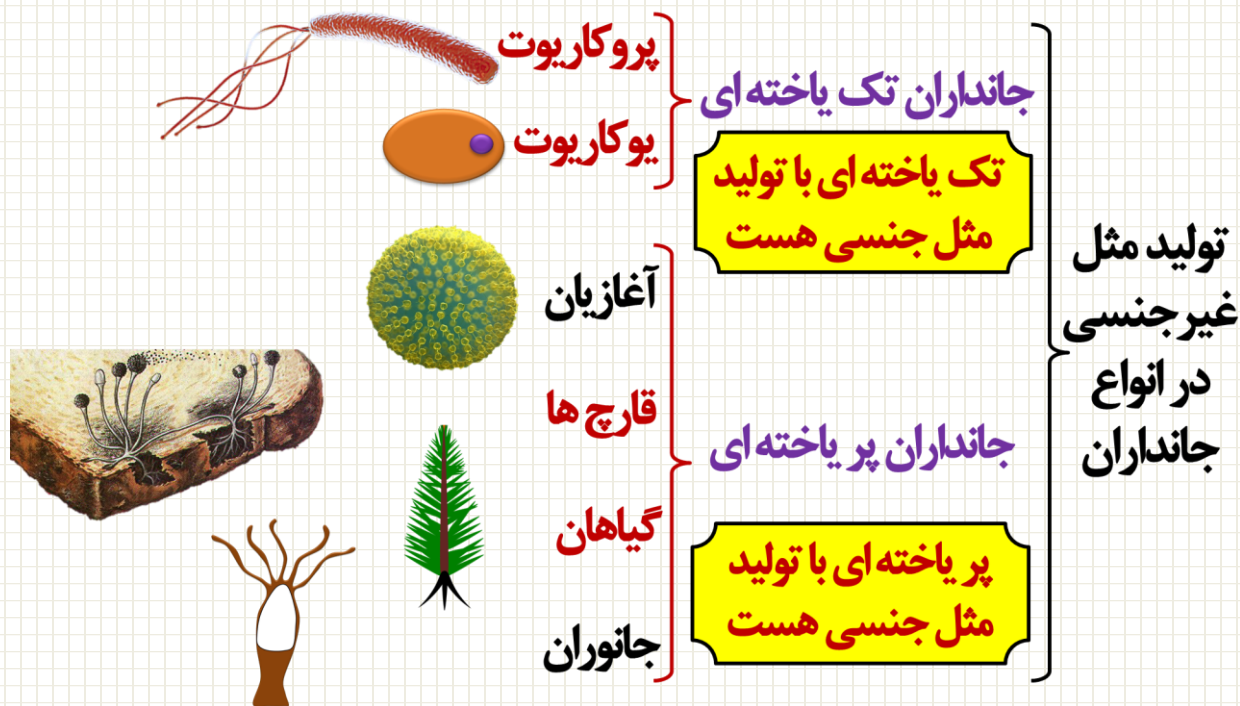 تولید مثل
غیرجنسی
در انواع
جانداران
جانداران تک یاخته ای
تک یاخته ای با تولید
مثل جنسی هست
پروکاریوت
یوکاریوت
جانداران پر یاخته ای
پر یاخته ای با تولید
مثل جنسی هست
آغازیان
قارچ ها
گیاهان
جانوران